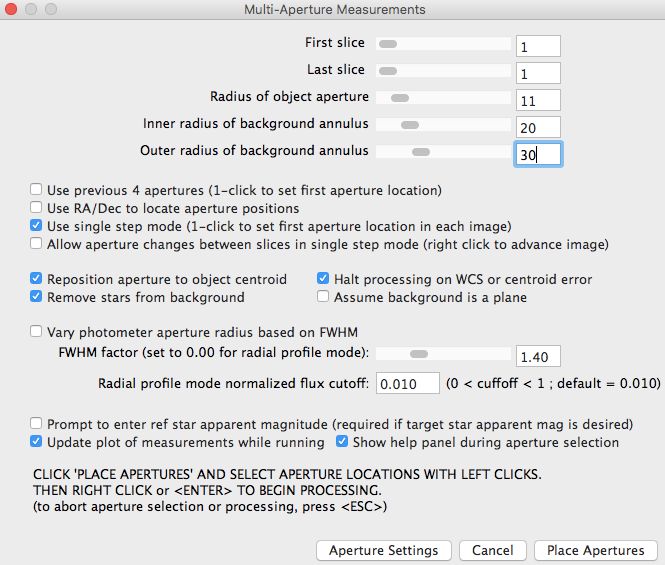 Multi-Aperture Measurements
First slice 1
Last slice 1
Radius of object aperture 11
Inner radius of background annulus 20
Outer radius of background annulus 30
Use previous 4 apertures (1-click to set first aperture location)
Use RA/Dec to locate aperture positions
Use single step mode (1-click to set first aperture location in each image)
Allow aperture changes between slices in single step mode (right click to advance image)
Reposition aperture to object centroid Halt processing on WCS or centroid error
Remove stars from background Assume background is a plane
Vary photometer aperture radius based on FWHM
FWHM factor (set to 0.00 for radial profile mode): 1.40
Radial profile mode normalized flux cutoff: 0.010 (0 < cuffoff < 1 ; default = 0.010)
Prompt to enter ref star apparent magnitude (required if target star apparent mag is desired)
Update plot of measurements while running Show help panel during aperture selection
CLICK 'PLACE APERTURES' AND SELECT APERTURE LOCATIONS WITH LEFT CLICKS.
THEN RIGHT CLICK or <ENTER> TO BEGIN PROCESSING.
(to abort aperture selection or processing, press <ESC>)
Aperture Settings Cancel Place Apertures